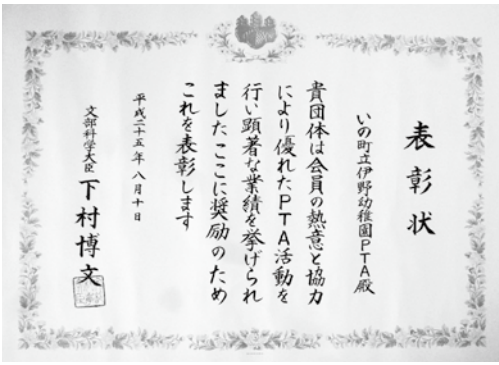 表彰状
いの町立伊野幼稚園PTA殿
貴団体は会員の熱意と協力
により優れたPTA活動を
行い顕著な業績を挙げられ
ましたここに奨励のため
これを表彰します
平成二十五年八月十日
文部科学大臣 下村博文